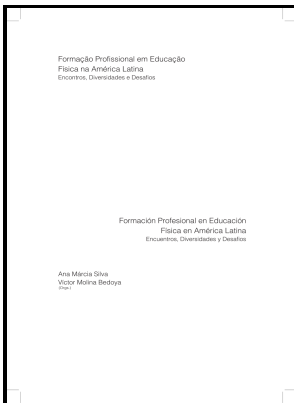 Formação Profissional em Educação
Física na América Latina
Encontros, Diversidades e Desafios
Formación Profesional en Educación
Física en América Latina
Encuentros, Diversidades y Desafíos
Ana Márcia Silva
Víctor Molina Bedoya
(Orgs.)